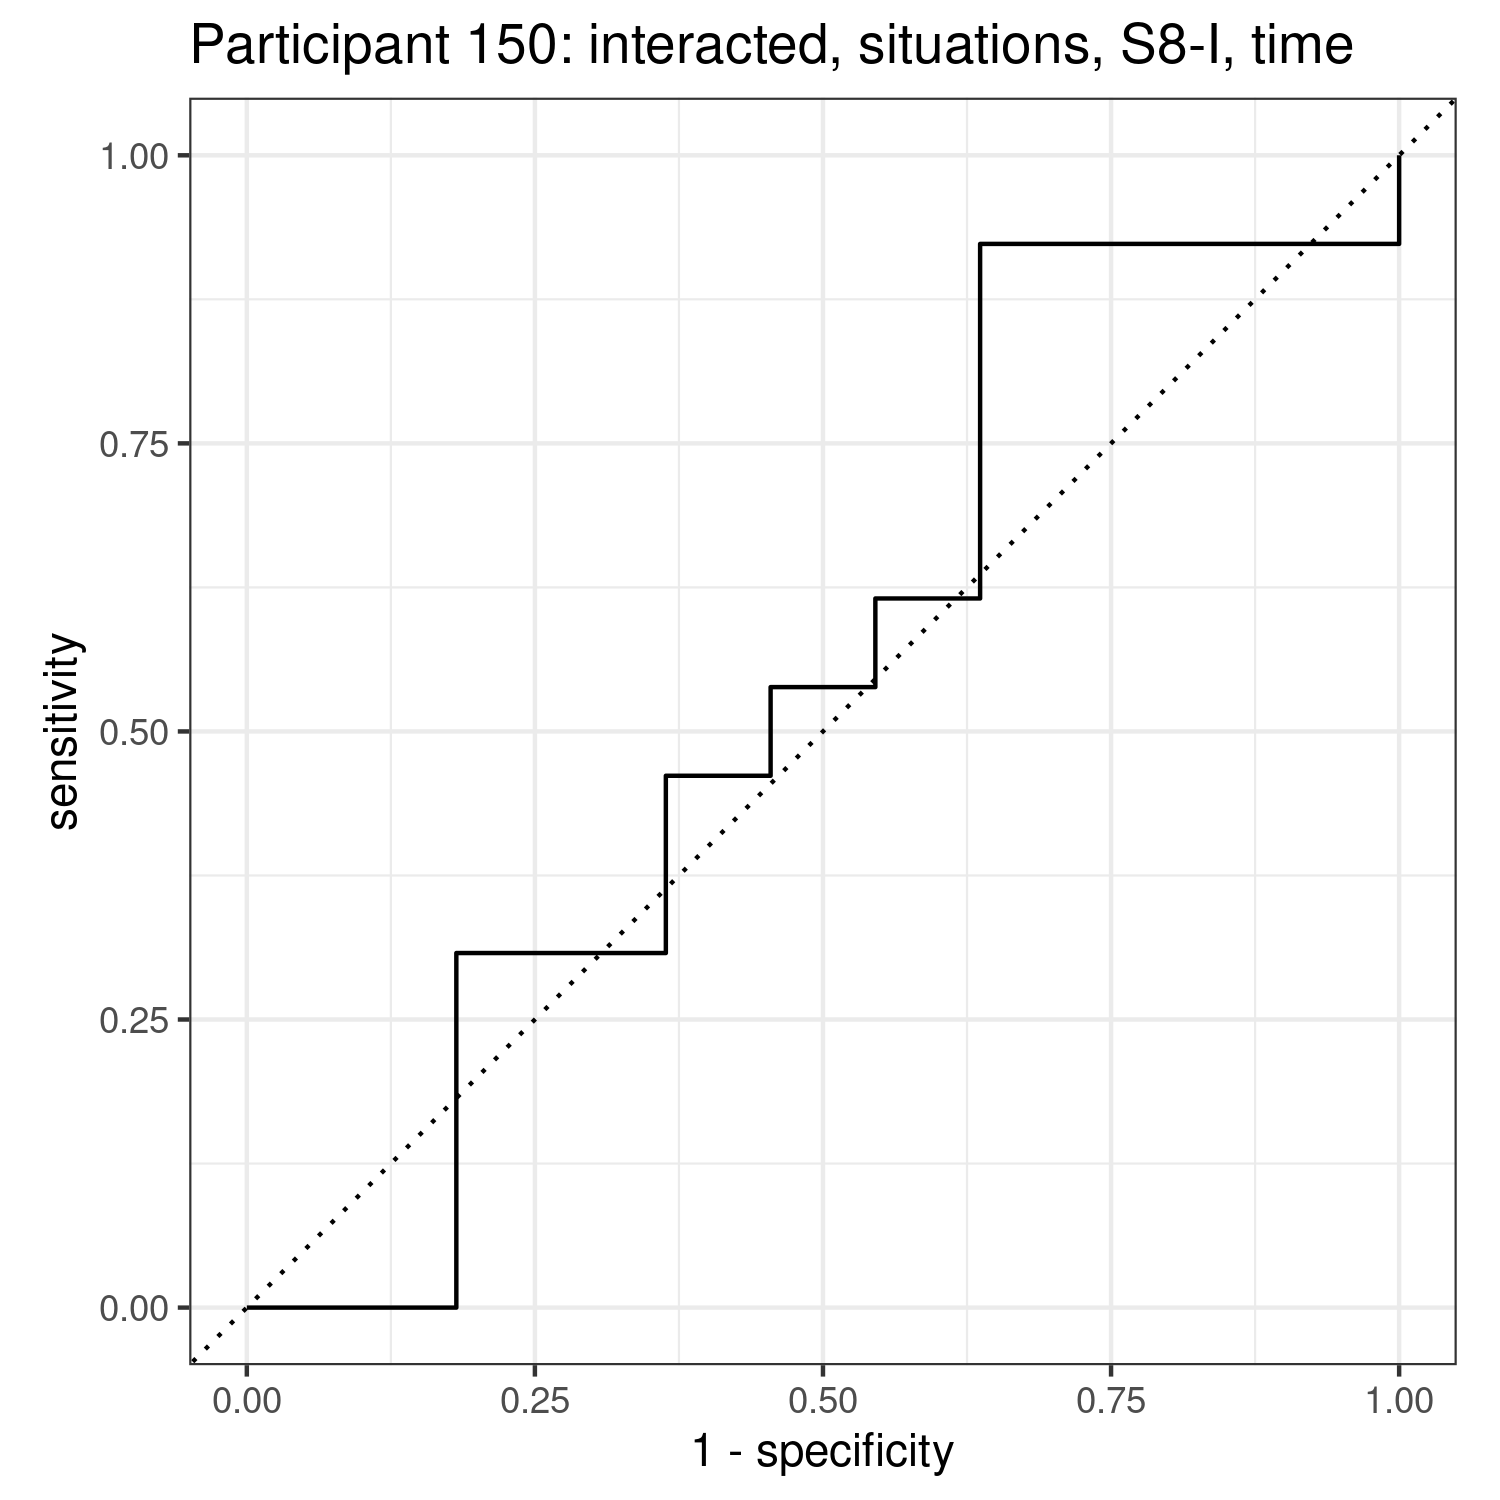 Participant 150: interacted, situations, S8-I, time
sensitivity
1.00
0.75
0.50
0.25
0.00
0.00 0.25 0.50 0.75 1.00
1 - specificity